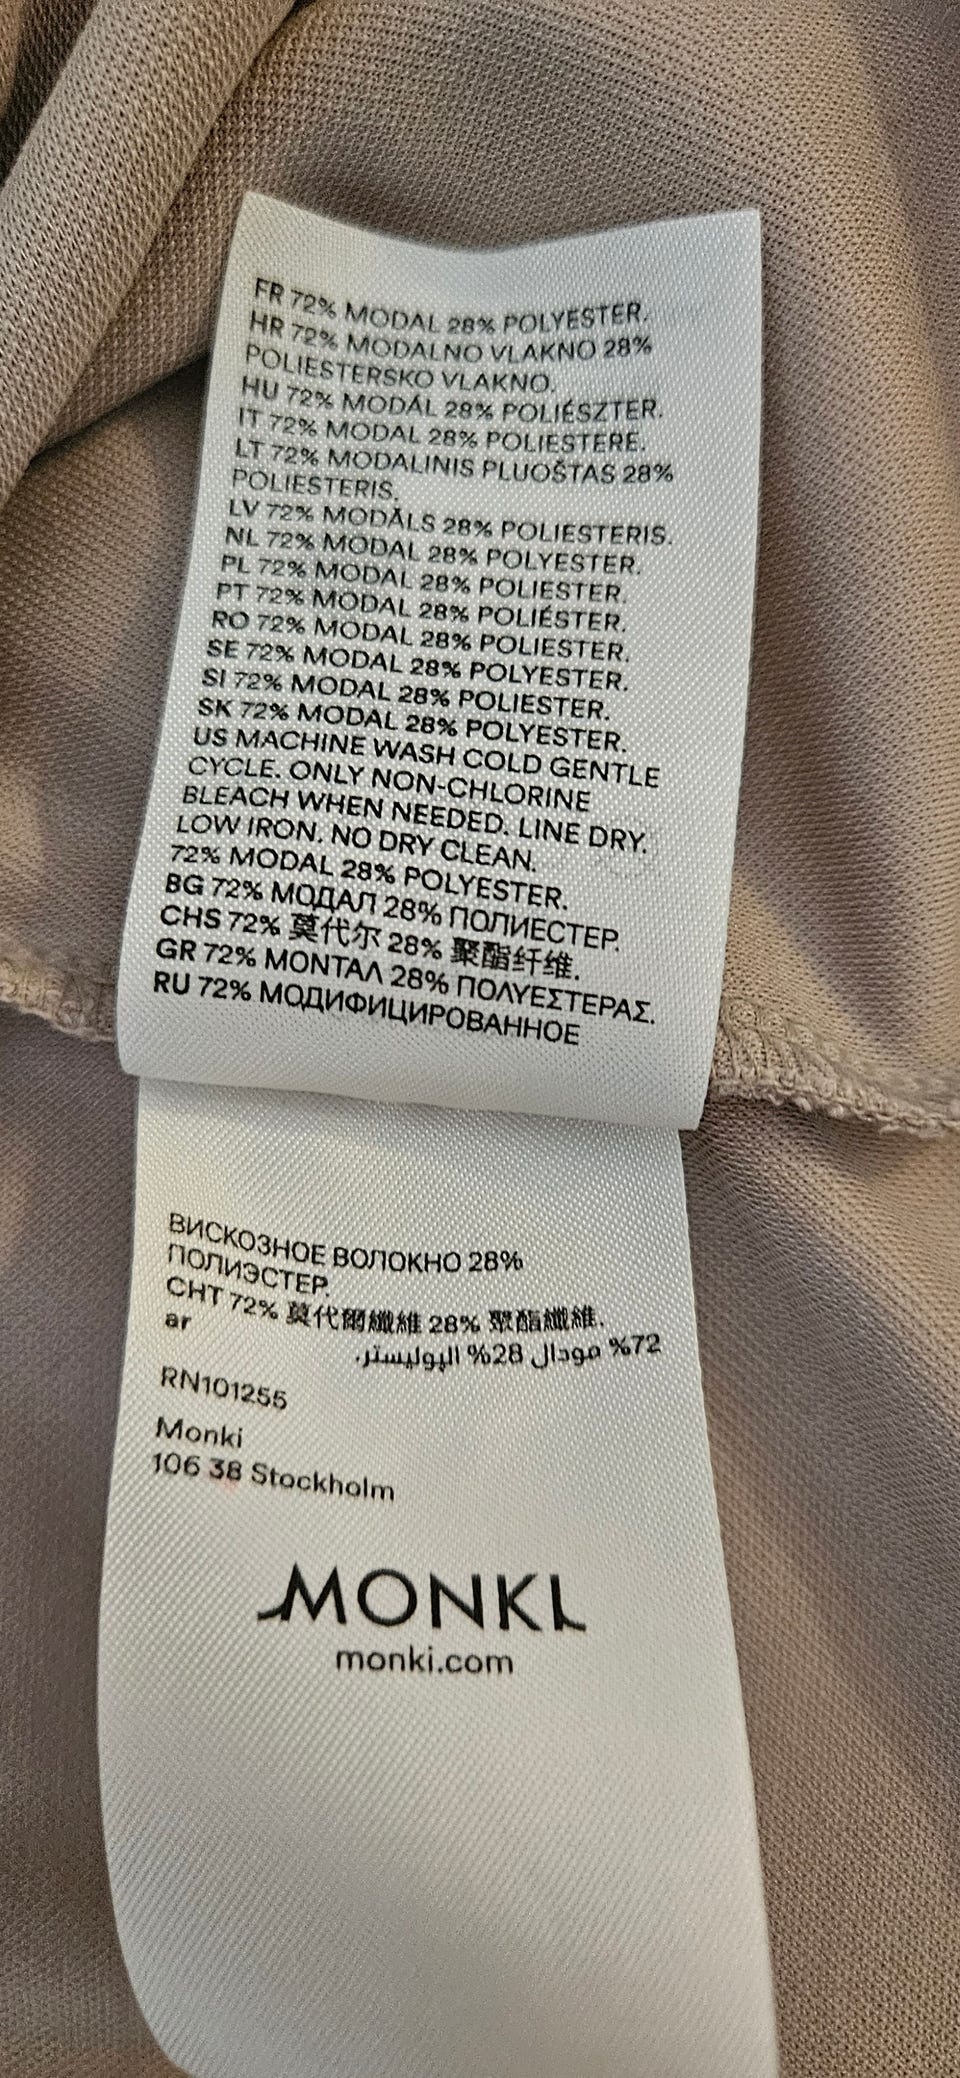 FR 72% MODAL 28% POLYESTER.
HR 72% MODALNO VLAKNO 28%
POLIESTERSKO VLAKNO.
HU 72% MODÁL 28% POLIÉSZTER.
IT 72% MODAL 28% POLIESTERE.
LT 72% MODALINIS PLUOŠTAS 28%
POLIESTERIS.
LV 72% MODĀLS 28% POLIESTERIS.
NL 72% MODAL 28% POLYESTER.
PL 72% MODAL 28% POLIESTER.
PT 72% MODAL 28% POLIÉSTER.
RO 72% MODAL 28% POLIESTER.
SE 72% MODAL 28% POLYESTER.
SI 72% MODAL 28% POLIESTER.
SK 72% MODAL 28% POLYESTER.
US MACHINE WASH COLD GENTLE
CYCLE. ONLY NON-CHLORINE
BLEACH WHEN NEEDED. LINE DRY.
LOW IRON. NO DRY CLEAN.
72% MODAL 28% POLYESTER.
BG 72% МОДАЛ 28% ПОЛИЕСТЕР.
CHS 72% 莫代尔 28% 聚酯纤维.
GR 72% ΜΟΝΤΑΛ 28% ΠΟΛΥΕΣΤΕΡΑΣ.
RU 72% МОДИФИЦИРОВАННОЕ
ВИСКОЗНОЕ ВОЛОКНО 28%
ПОЛИЭСТЕР.
CHT 72% 莫代爾纖維 28% 聚酯纖維.
ar
72% مودال 28% البوليستر.
RN101255
Monki
106 38 Stockholm
MONKI
monki.com